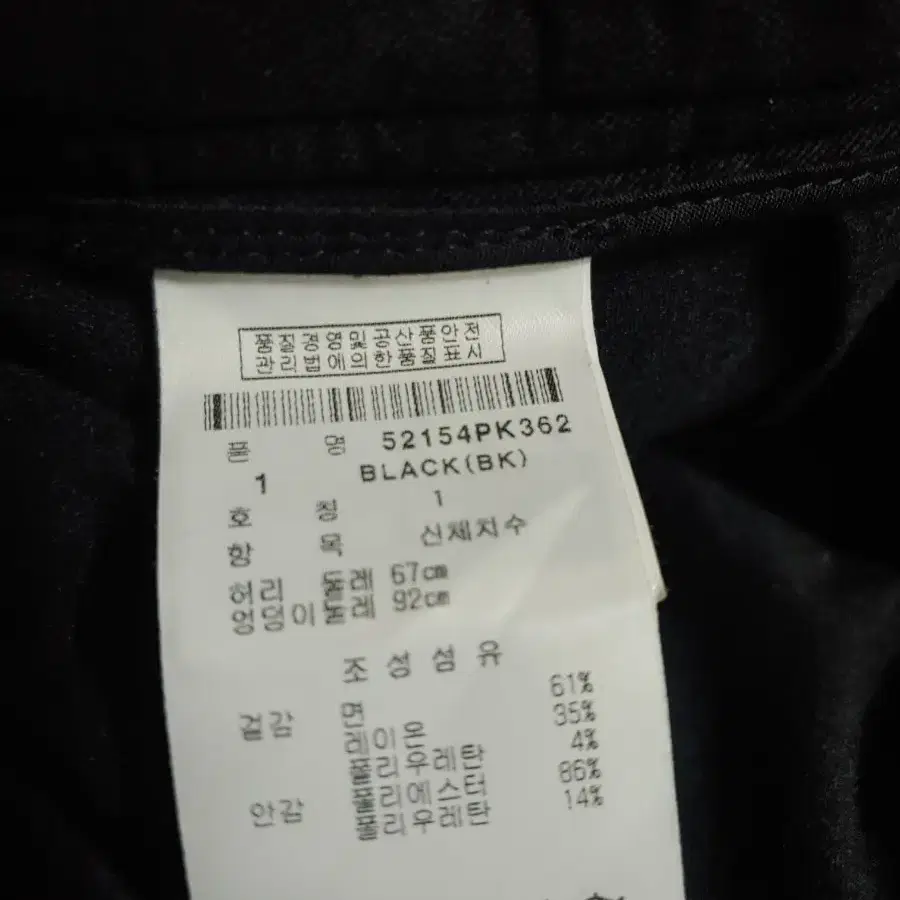 품질경영및공산품안전
관리법에의한품질표시
품 명 52154PK362
1 BLACK(BK)
호 칭 1
항 목 신체치수
허리 둘레 67㎝
엉덩이둘레 92㎝
조성섬유
겉감 면 61%
레이온 35%
폴리우레탄 4%
안감 폴리에스터 86%
폴리우레탄 14%